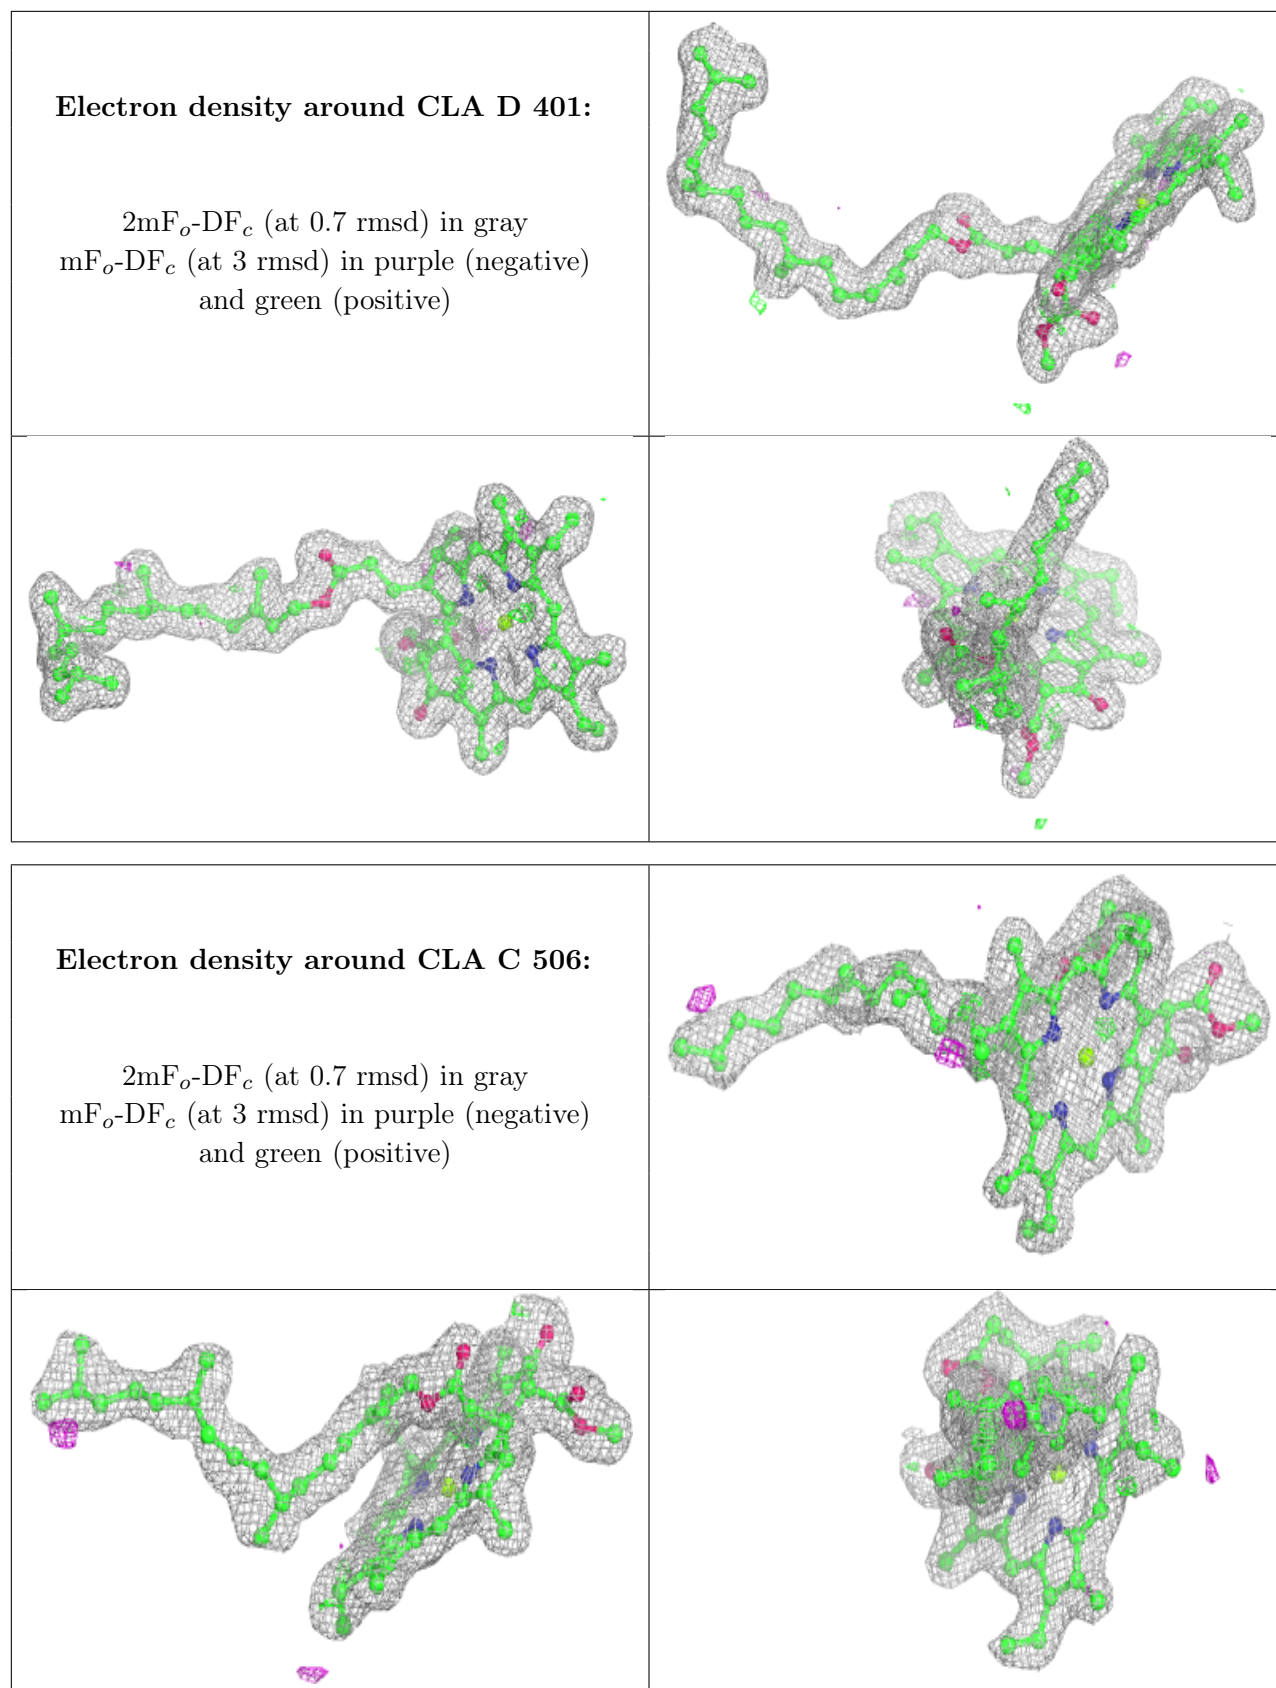 Electron density around CLA D 401:
2mFo-DFc (at 0.7 rmsd) in gray
mFo-DFc (at 3 rmsd) in purple (negative)
and green (positive)
Electron density around CLA C 506:
2mFo-DFc (at 0.7 rmsd) in gray
mFo-DFc (at 3 rmsd) in purple (negative)
and green (positive)